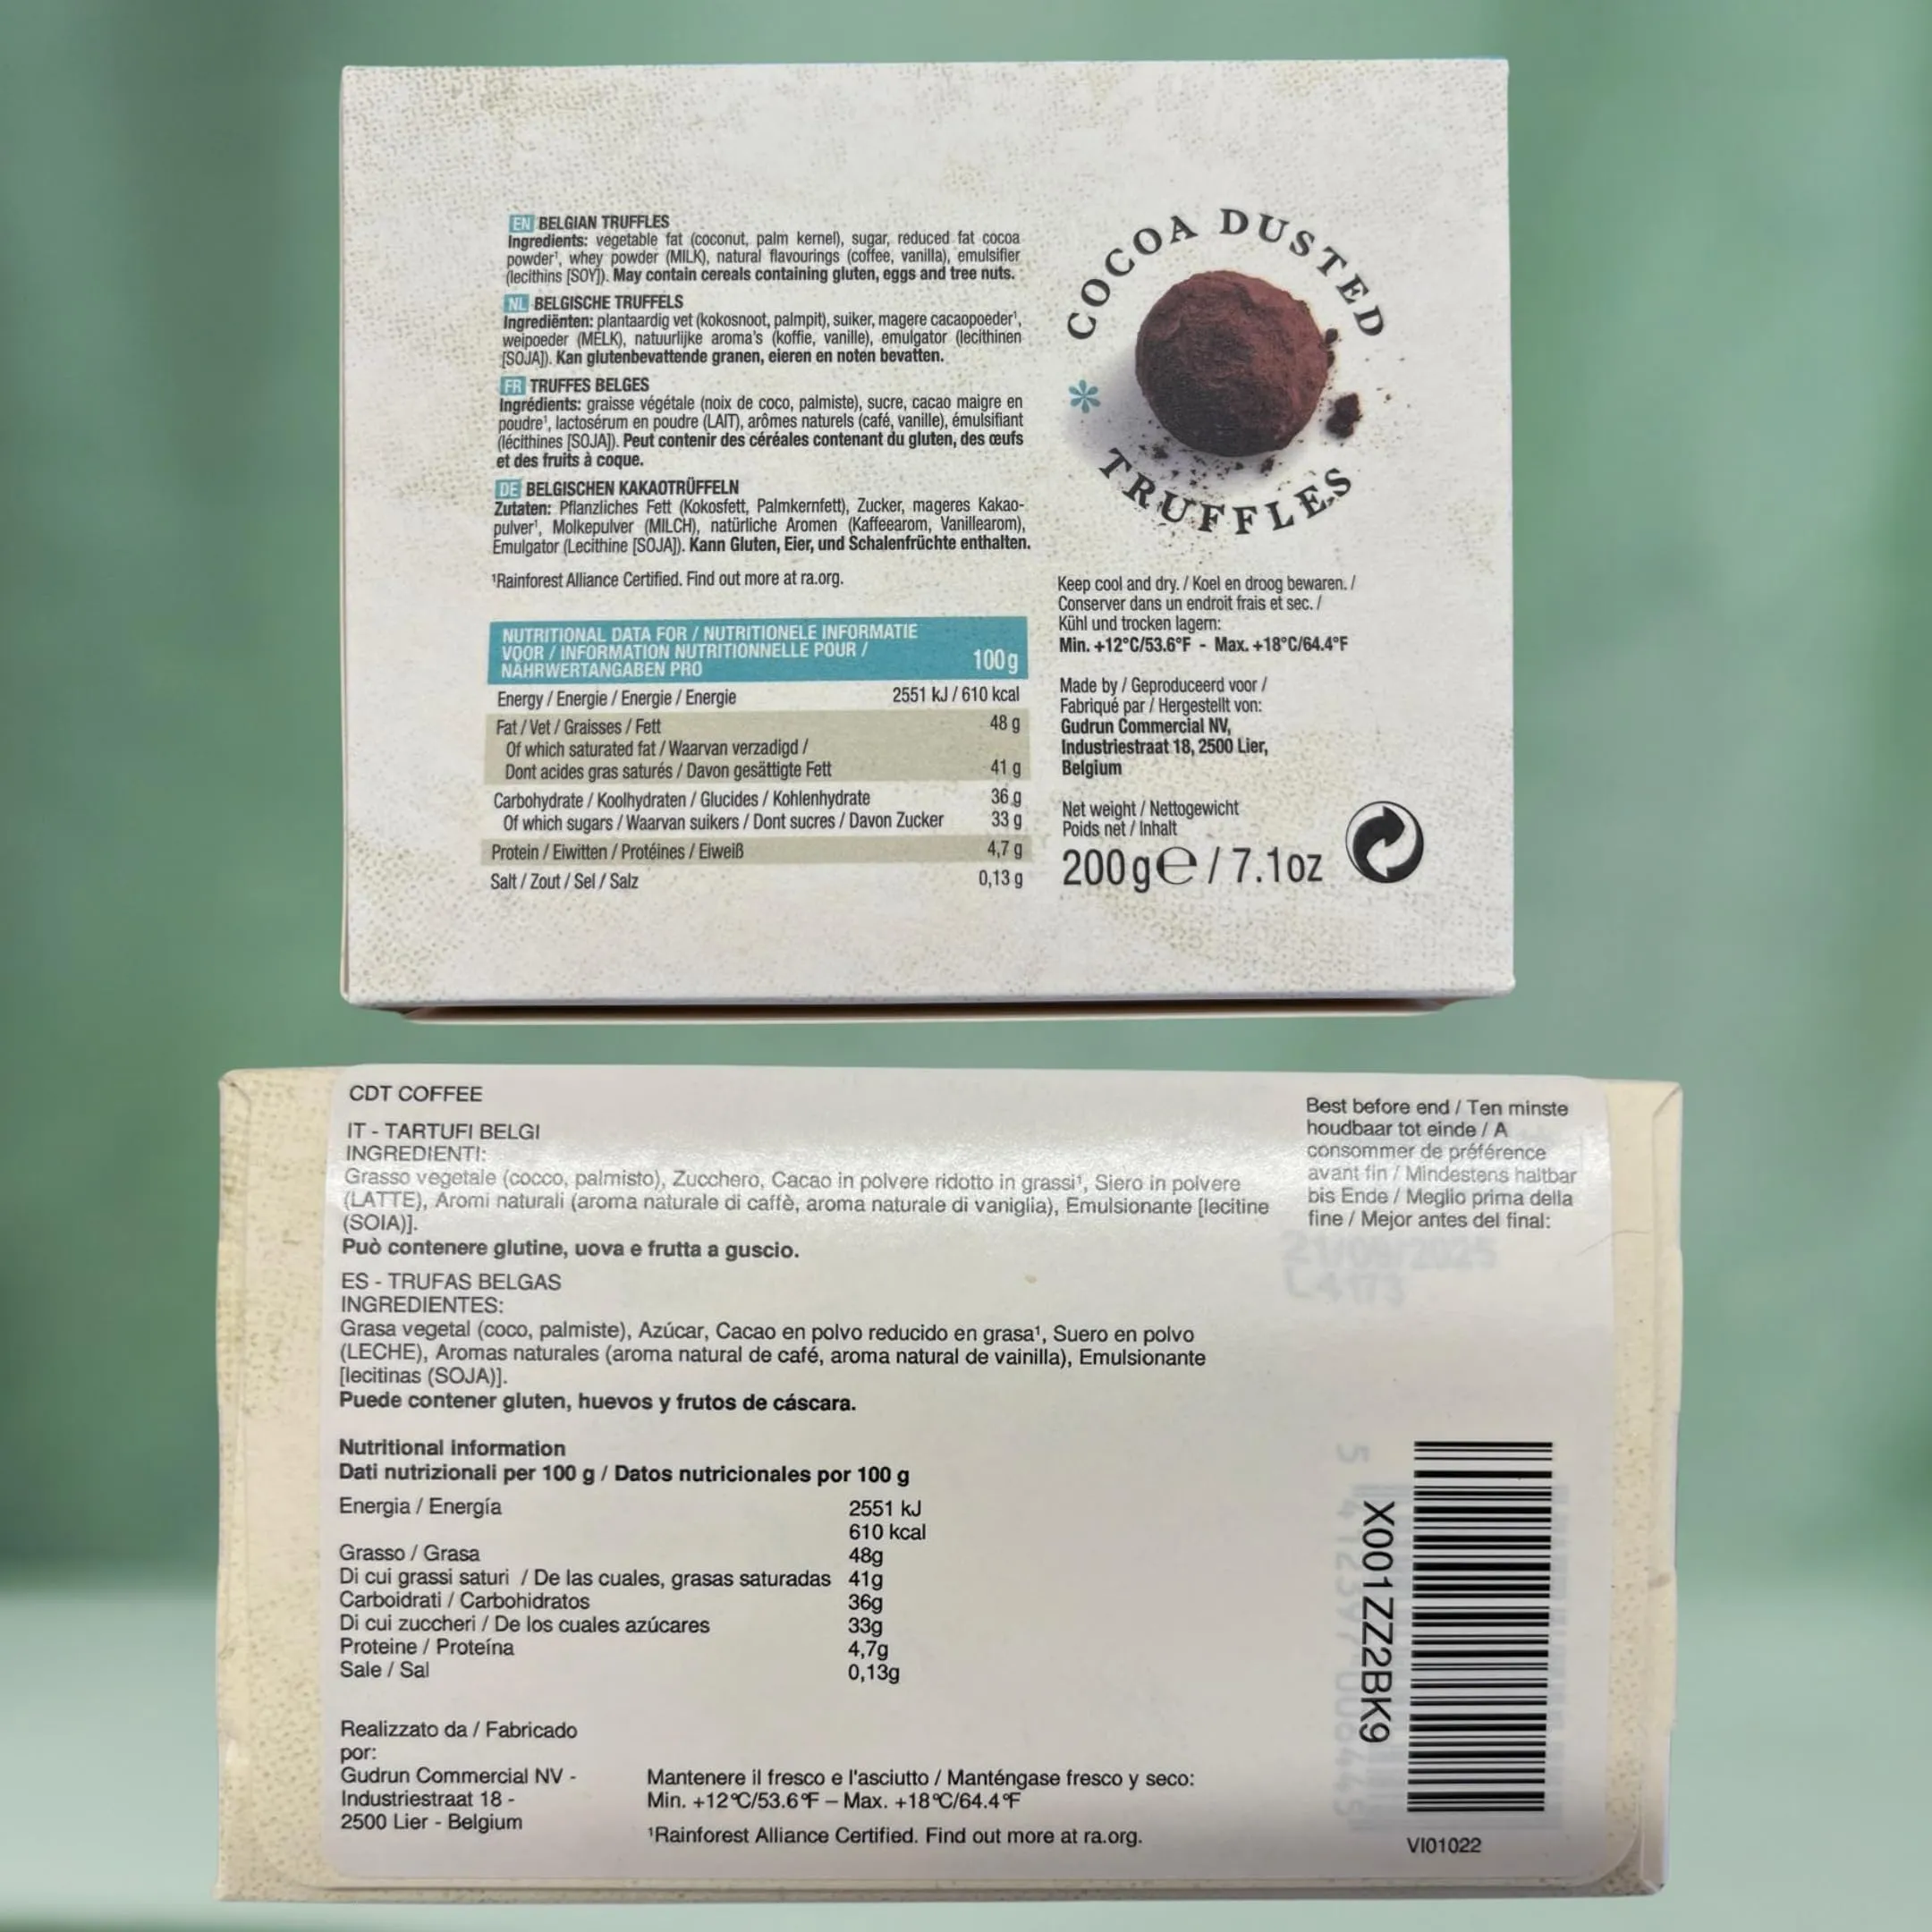 EN BELGIAN TRUFFLES
Ingredients: vegetable fat (coconut, palm kernel), sugar, reduced fat cocoa
powder¹, whey powder (MILK), natural flavourings (coffee, vanilla), emulsifier
(lecithins [SOY]). May contain cereals containing gluten, eggs and tree nuts.
NL BELGISCHE TRUFFELS
Ingrediënten: plantaardig vet (kokosnoot, palmpit), suiker, magere cacaopoeder¹,
weipoeder (MELK), natuurlijke aroma's (koffie, vanille), emulgator (lecithinen
[SOJA]). Kan glutenbevattende granen, eieren en noten bevatten.
FR TRUFFES BELGES
Ingrédients: graisse végétale (noix de coco, palmiste), sucre, cacao maigre en
poudre¹, lactosérum en poudre (LAIT), arômes naturels (café, vanille), émulsifiant
(lécithines [SOJA]). Peut contenir des céréales contenant du gluten, des œufs
et des fruits à coque.
DE BELGISCHEN KAKAOTRÜFFELN
Zutaten: Pflanzliches Fett (Kokosfett, Palmkernfett), Zucker, mageres Kakao-
pulver¹, Molkepulver (MILCH), natürliche Aromen (Kaffeearom, Vanillearom),
Emulgator (Lecithine [SOJA]). Kann Gluten, Eier, und Schalenfrüchte enthalten.
¹Rainforest Alliance Certified. Find out more at ra.org.
NUTRITIONAL DATA FOR / NUTRITIONELE INFORMATIE
VOOR / INFORMATION NUTRITIONNELLE POUR /
NÄHRWERTANGABEN PRO 100g
Energy / Energie / Energie / Energie 2551 kJ / 610 kcal
Fat / Vet / Graisses / Fett 48 g
Of which saturated fat / Waarvan verzadigd /
Dont acides gras saturés / Davon gesättigte Fett 41 g
Carbohydrate / Koolhydraten / Glucides / Kohlenhydrate 36 g
Of which sugars / Waarvan suikers / Dont sucres / Davon Zucker 33 g
Protein / Eiwitten / Protéines / Eiweiß 4,7 g
Salt / Zout / Sel / Salz 0,13 g
COCOA DUSTED
TRUFFLES
Keep cool and dry. / Koel en droog bewaren. /
Conserver dans un endroit frais et sec. /
Kühl und trocken lagern:
Min. +12°C/53.6°F - Max. +18°C/64.4°F
Made by / Geproduceerd voor /
Fabriqué par / Hergestellt von:
Gudrun Commercial NV,
Industriestraat 18, 2500 Lier,
Belgium
Net weight / Nettogewicht
Poids net / Inhalt
200g℮ / 7.1oz
CDT COFFEE
IT - TARTUFI BELGI
INGREDIENTI:
Grasso vegetale (cocco, palmisto), Zucchero, Cacao in polvere ridotto in grassi¹, Siero in polvere
(LATTE), Aromi naturali (aroma naturale di caffè, aroma naturale di vaniglia), Emulsionante [lecitine
(SOIA)].
Può contenere glutine, uova e frutta a guscio.
ES - TRUFAS BELGAS
INGREDIENTES:
Grasa vegetal (coco, palmiste), Azúcar, Cacao en polvo reducido en grasa¹, Suero en polvo
(LECHE), Aromas naturales (aroma natural de café, aroma natural de vainilla), Emulsionante
[lecitinas (SOJA)].
Puede contener gluten, huevos y frutos de cáscara.
Nutritional information
Dati nutrizionali per 100 g / Datos nutricionales por 100 g
Energia / Energía 2551 kJ
610 kcal
Grasso / Grasa 48g
Di cui grassi saturi / De las cuales, grasas saturadas 41g
Carboidrati / Carbohidratos 36g
Di cui zuccheri / De los cuales azúcares 33g
Proteine / Proteína 4,7g
Sale / Sal 0,13g
Realizzato da / Fabricado
por:
Gudrun Commercial NV -
Industriestraat 18 -
2500 Lier - Belgium
Mantenere il fresco e l'asciutto / Manténgase fresco y seco:
Min. +12°C/53.6°F – Max. +18°C/64.4°F
¹Rainforest Alliance Certified. Find out more at ra.org.
Best before end / Ten minste
houdbaar tot einde / A
consommer de préférence
avant fin / Mindestens haltbar
bis Ende / Meglio prima della
fine / Mejor antes del final:
X001ZZ2BK9
VI01022